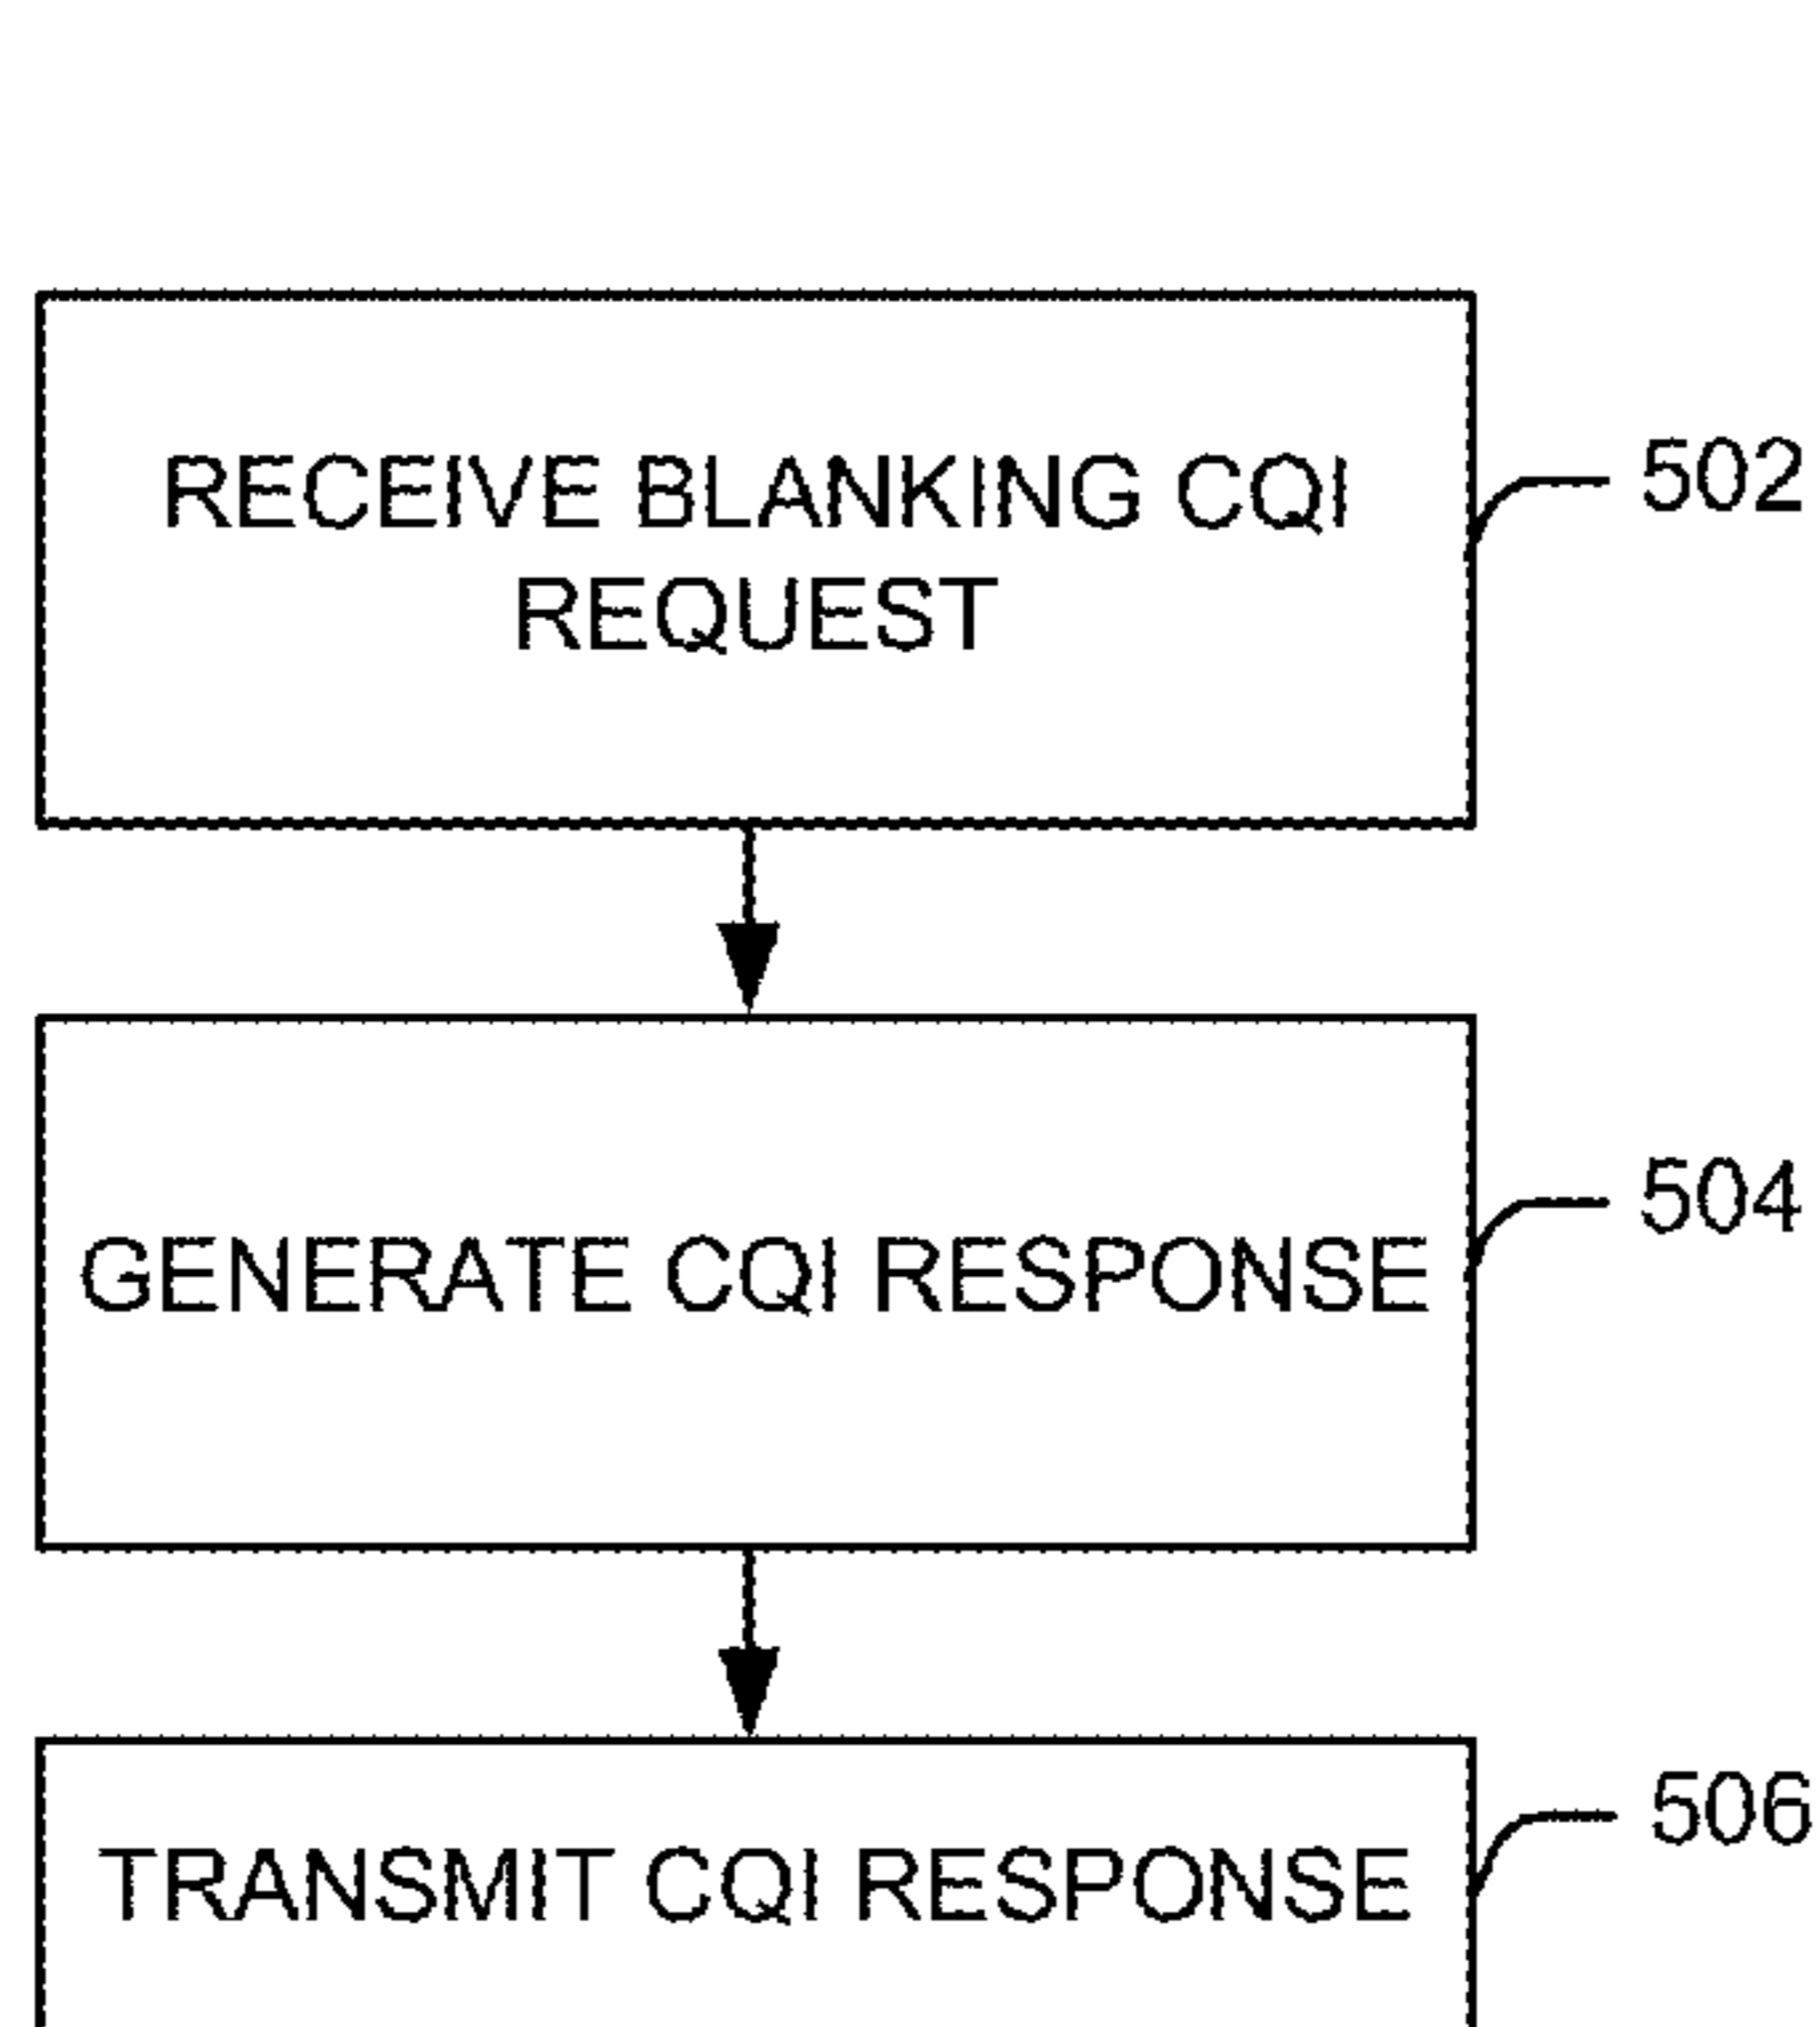 RECEIVE BLANKING CQI
REQUEST
502
GENERATE CQI RESPONSE
504
TRANSMIT CQI RESPONSE
506